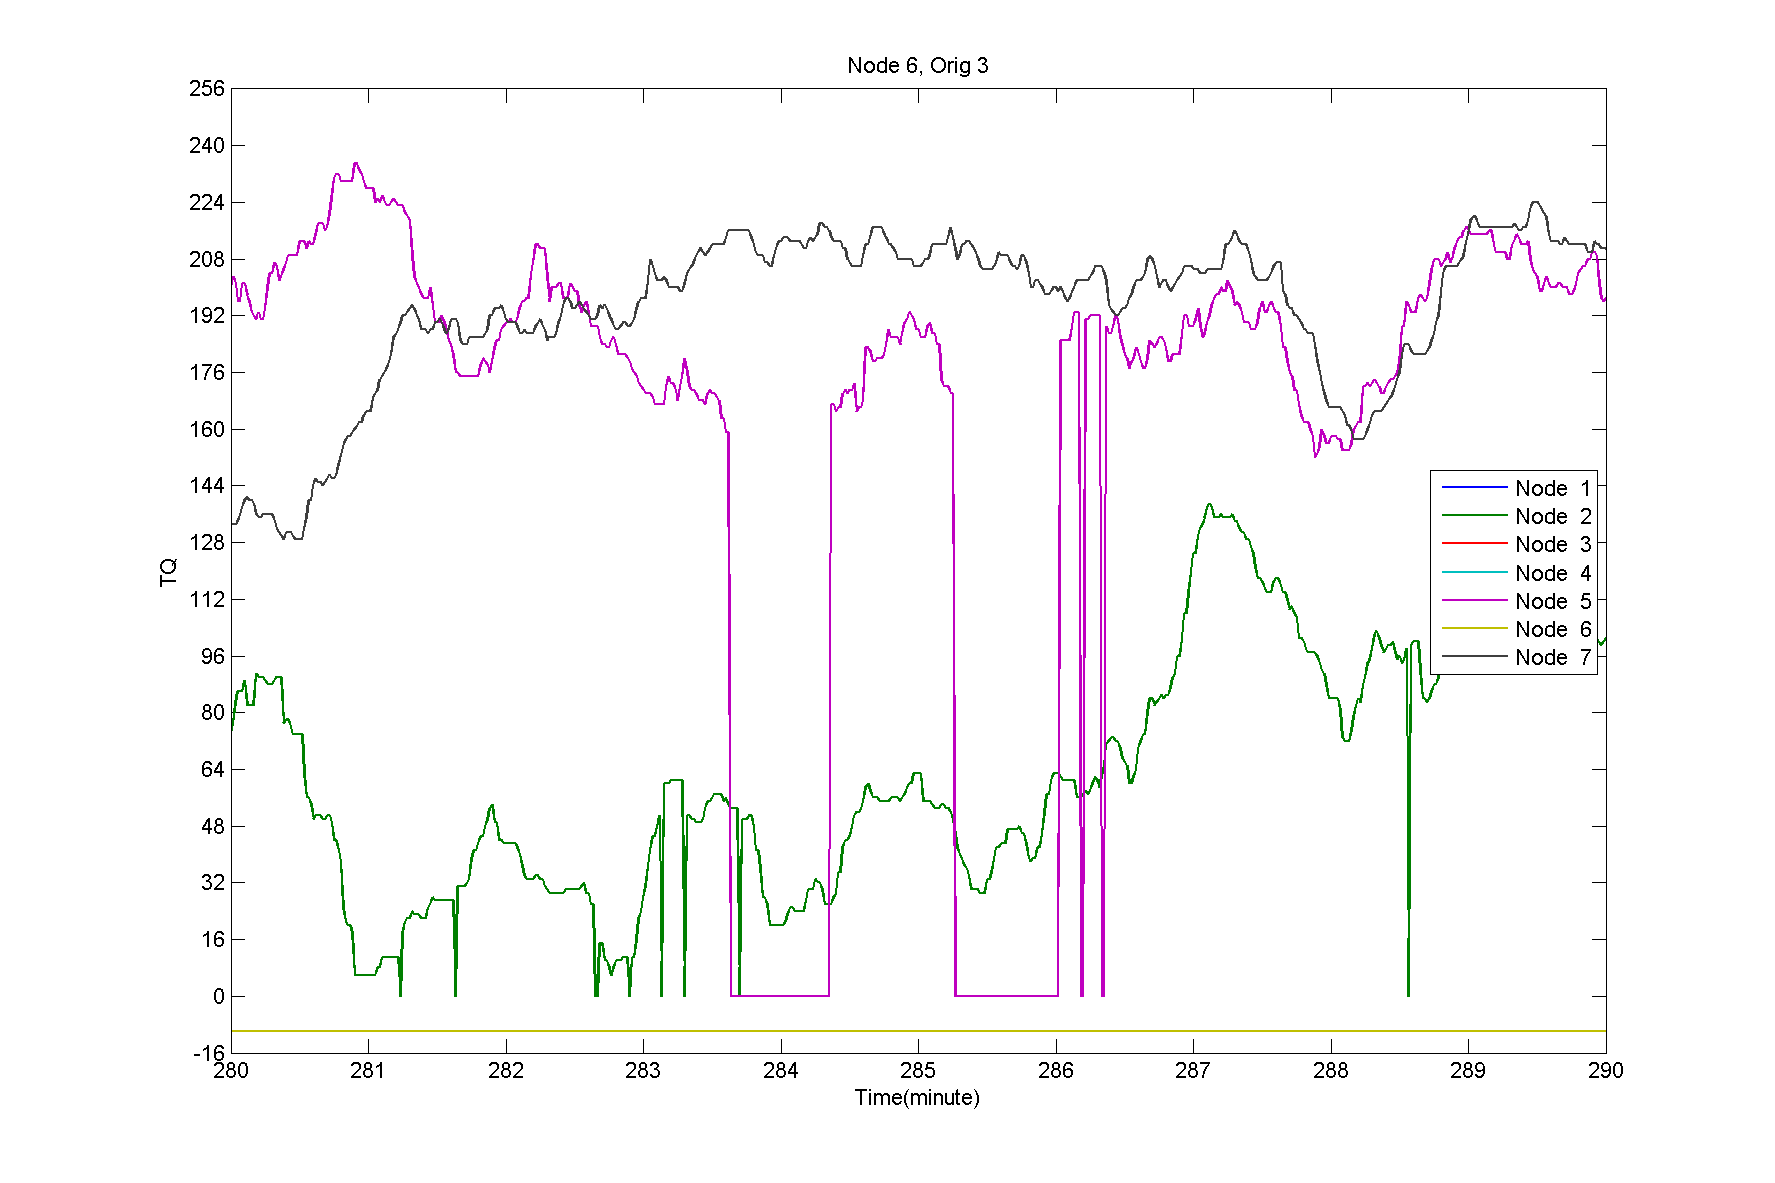 Node 6, Orig 3
256
240
224
208
192
176
160
144
128
112
96
80
64
48
32
16
0
-16
TQ
Node 1
Node 2
Node 3
Node 4
Node 5
Node 6
Node 7
280 281 282 283 284 285 286 287 288 289 290
Time(minute)